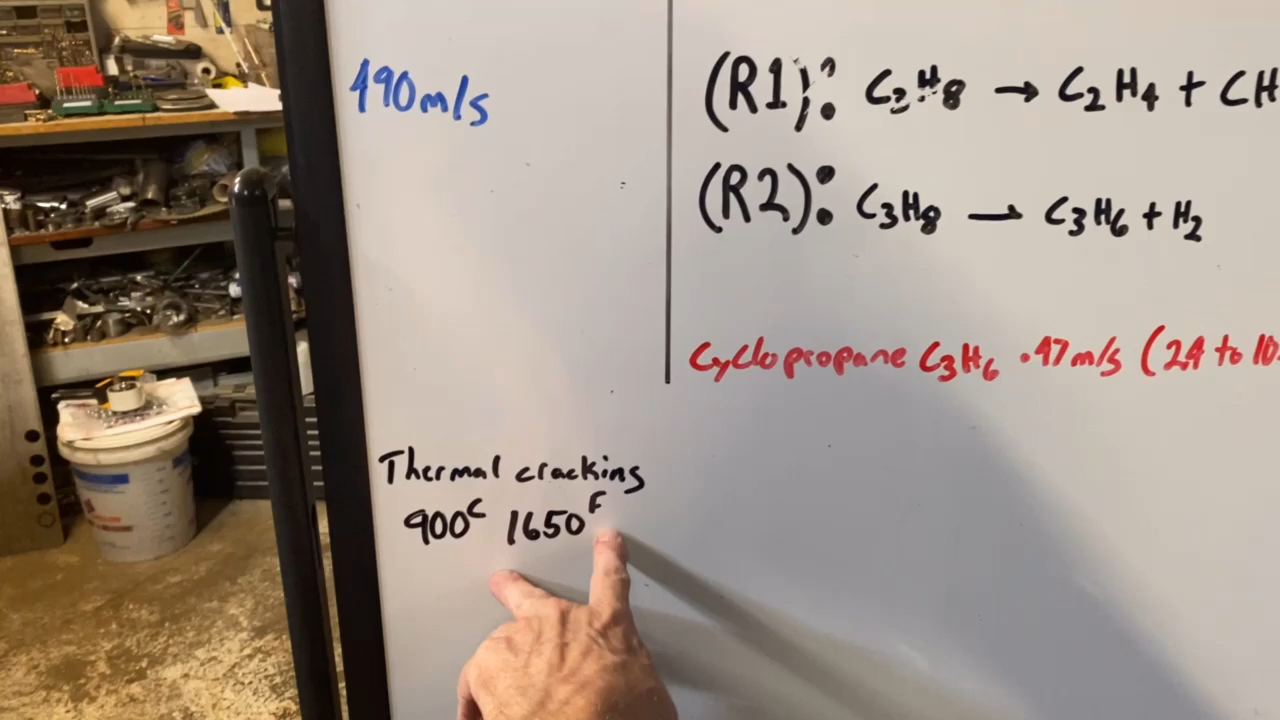 490m/s
(R1): C3H8 → C2H4 + CH
(R2): C3H8 → C3H6 + H2
Cyclopropane C3H6 .47m/s (2.4 to 10.
Thermal cracking
900C 1650F